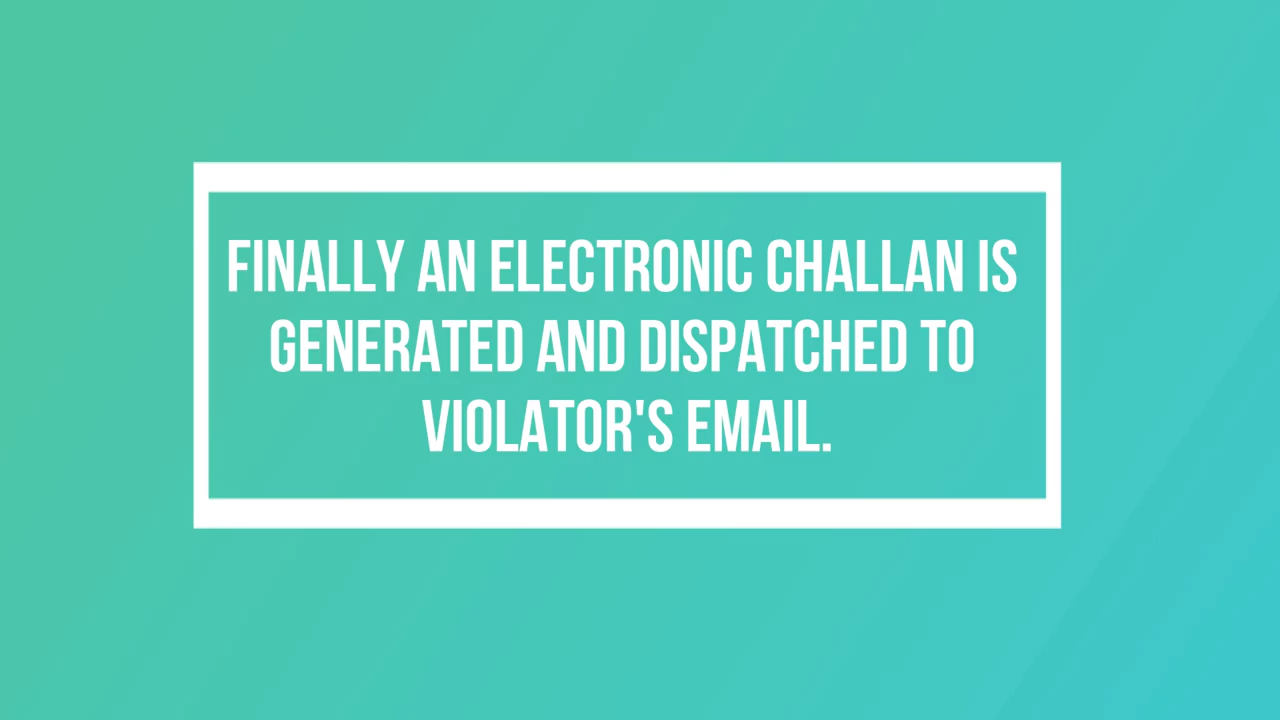 FINALLY AN ELECTRONIC CHALLAN IS
GENERATED AND DISPATCHED TO
VIOLATOR'S EMAIL.